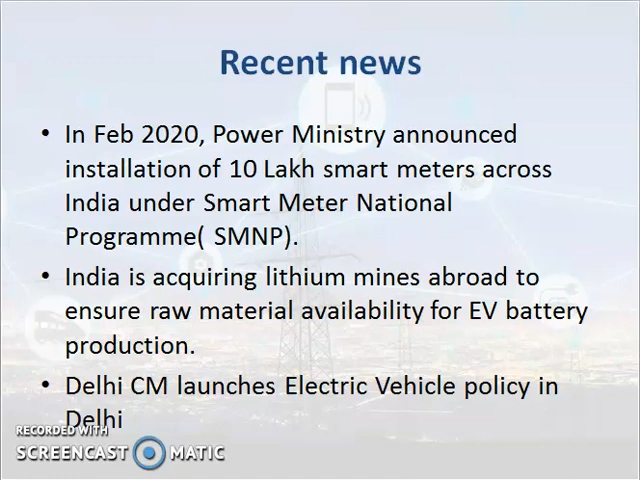 Recent news
• In Feb 2020, Power Ministry announced
installation of 10 Lakh smart meters across
India under Smart Meter National
Programme( SMNP).
• India is acquiring lithium mines abroad to
ensure raw material availability for EV battery
production.
• Delhi CM launches Electric Vehicle policy in
Delhi
RECORDED WITH
SCREENCAST MATIC